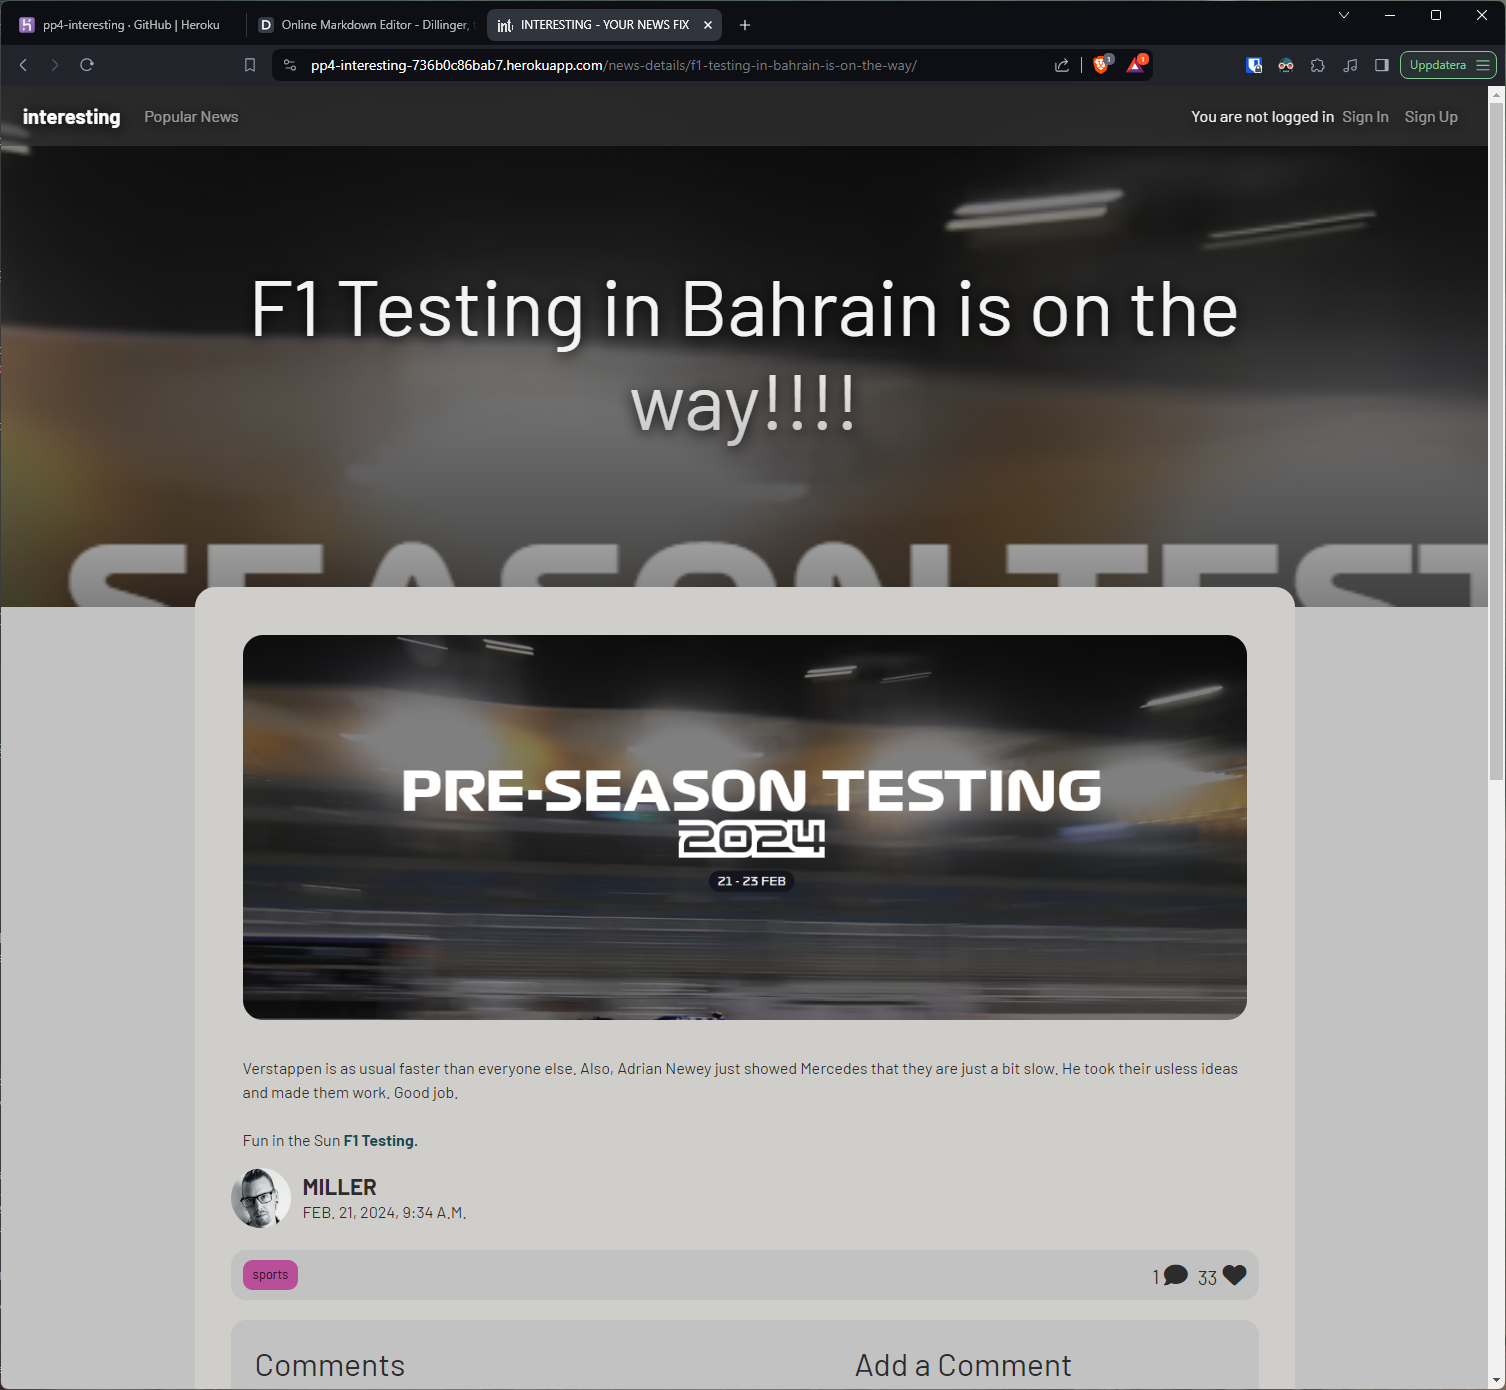 pp4-interesting · GitHub | Heroku
Online Markdown Editor - Dillinger,
INTERESTING - YOUR NEWS FIX
pp4-interesting-736b0c86bab7.herokuapp.com/news-details/f1-testing-in-bahrain-is-on-the-way/
1
1
Uppdatera
interesting
Popular News
You are not logged in
Sign In
Sign Up
F1 Testing in Bahrain is on the
way!!!!
SEASON TEST
PRE-SEASON TESTING
2024
21 - 23 FEB
Verstappen is as usual faster than everyone else. Also, Adrian Newey just showed Mercedes that they are just a bit slow. He took their usless ideas
and made them work. Good job.
Fun in the Sun F1 Testing.
MILLER
FEB. 21, 2024, 9:34 A.M.
sports
1
33
Comments
Add a Comment